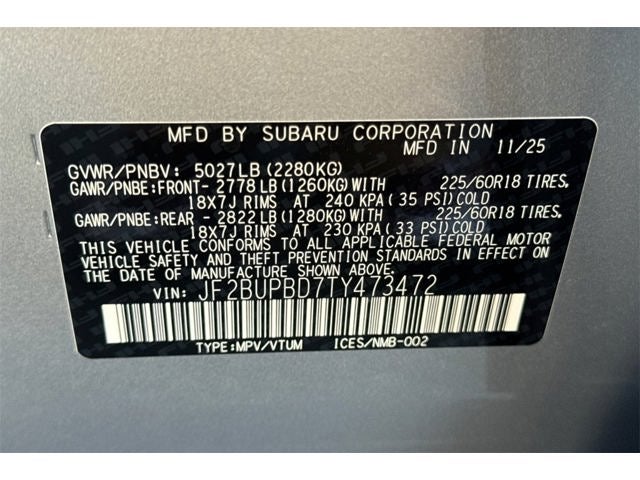 MFD BY SUBARU CORPORATION
MFD IN 11/25
GVWR/PNBV: 5027LB (2280KG)
GAWR/PNBE:FRONT- 2778 LB (1260KG)WITH 225/60R18 TIRES,
18X7J RIMS AT 240 KPA (35 PSI)COLD
GAWR/PNBE:REAR - 2822 LB (1280KG)WITH 225/60R18 TIRES,
18X7J RIMS AT 230 KPA (33 PSI)COLD
THIS VEHICLE CONFORMS TO ALL APPLICABLE FEDERAL MOTOR
VEHICLE SAFETY AND THEFT PREVENTION STANDARDS IN EFFECT ON
THE DATE OF MANUFACTURE SHOWN ABOVE.
VIN: JF2BUPBD7TY473472
TYPE:MPV/VTUM ICES/NMB-002